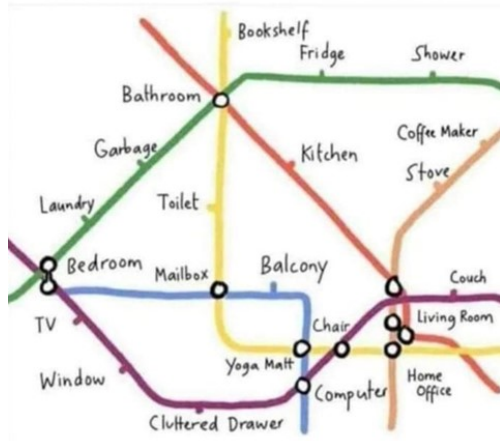 Bookshelf
Fridge
Shower
Bathroom
Coffee Maker
Garbage
Kitchen
Stove
Laundry
Toilet
Bedroom
Mailbox
Balcony
Couch
TV
Chair
Living Room
Yoga Matt
Window
Computer
Home
Office
Cluttered Drawer